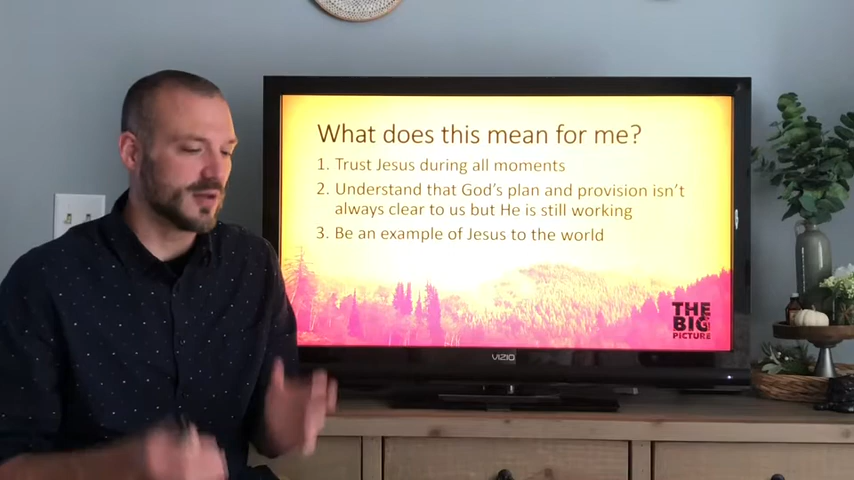 What does this mean for me?
1. Trust Jesus during all moments
2. Understand that God's plan and provision isn't
always clear to us but He is still working
3. Be an example of Jesus to the world
THE
BIG
PICTURE
VIZIO